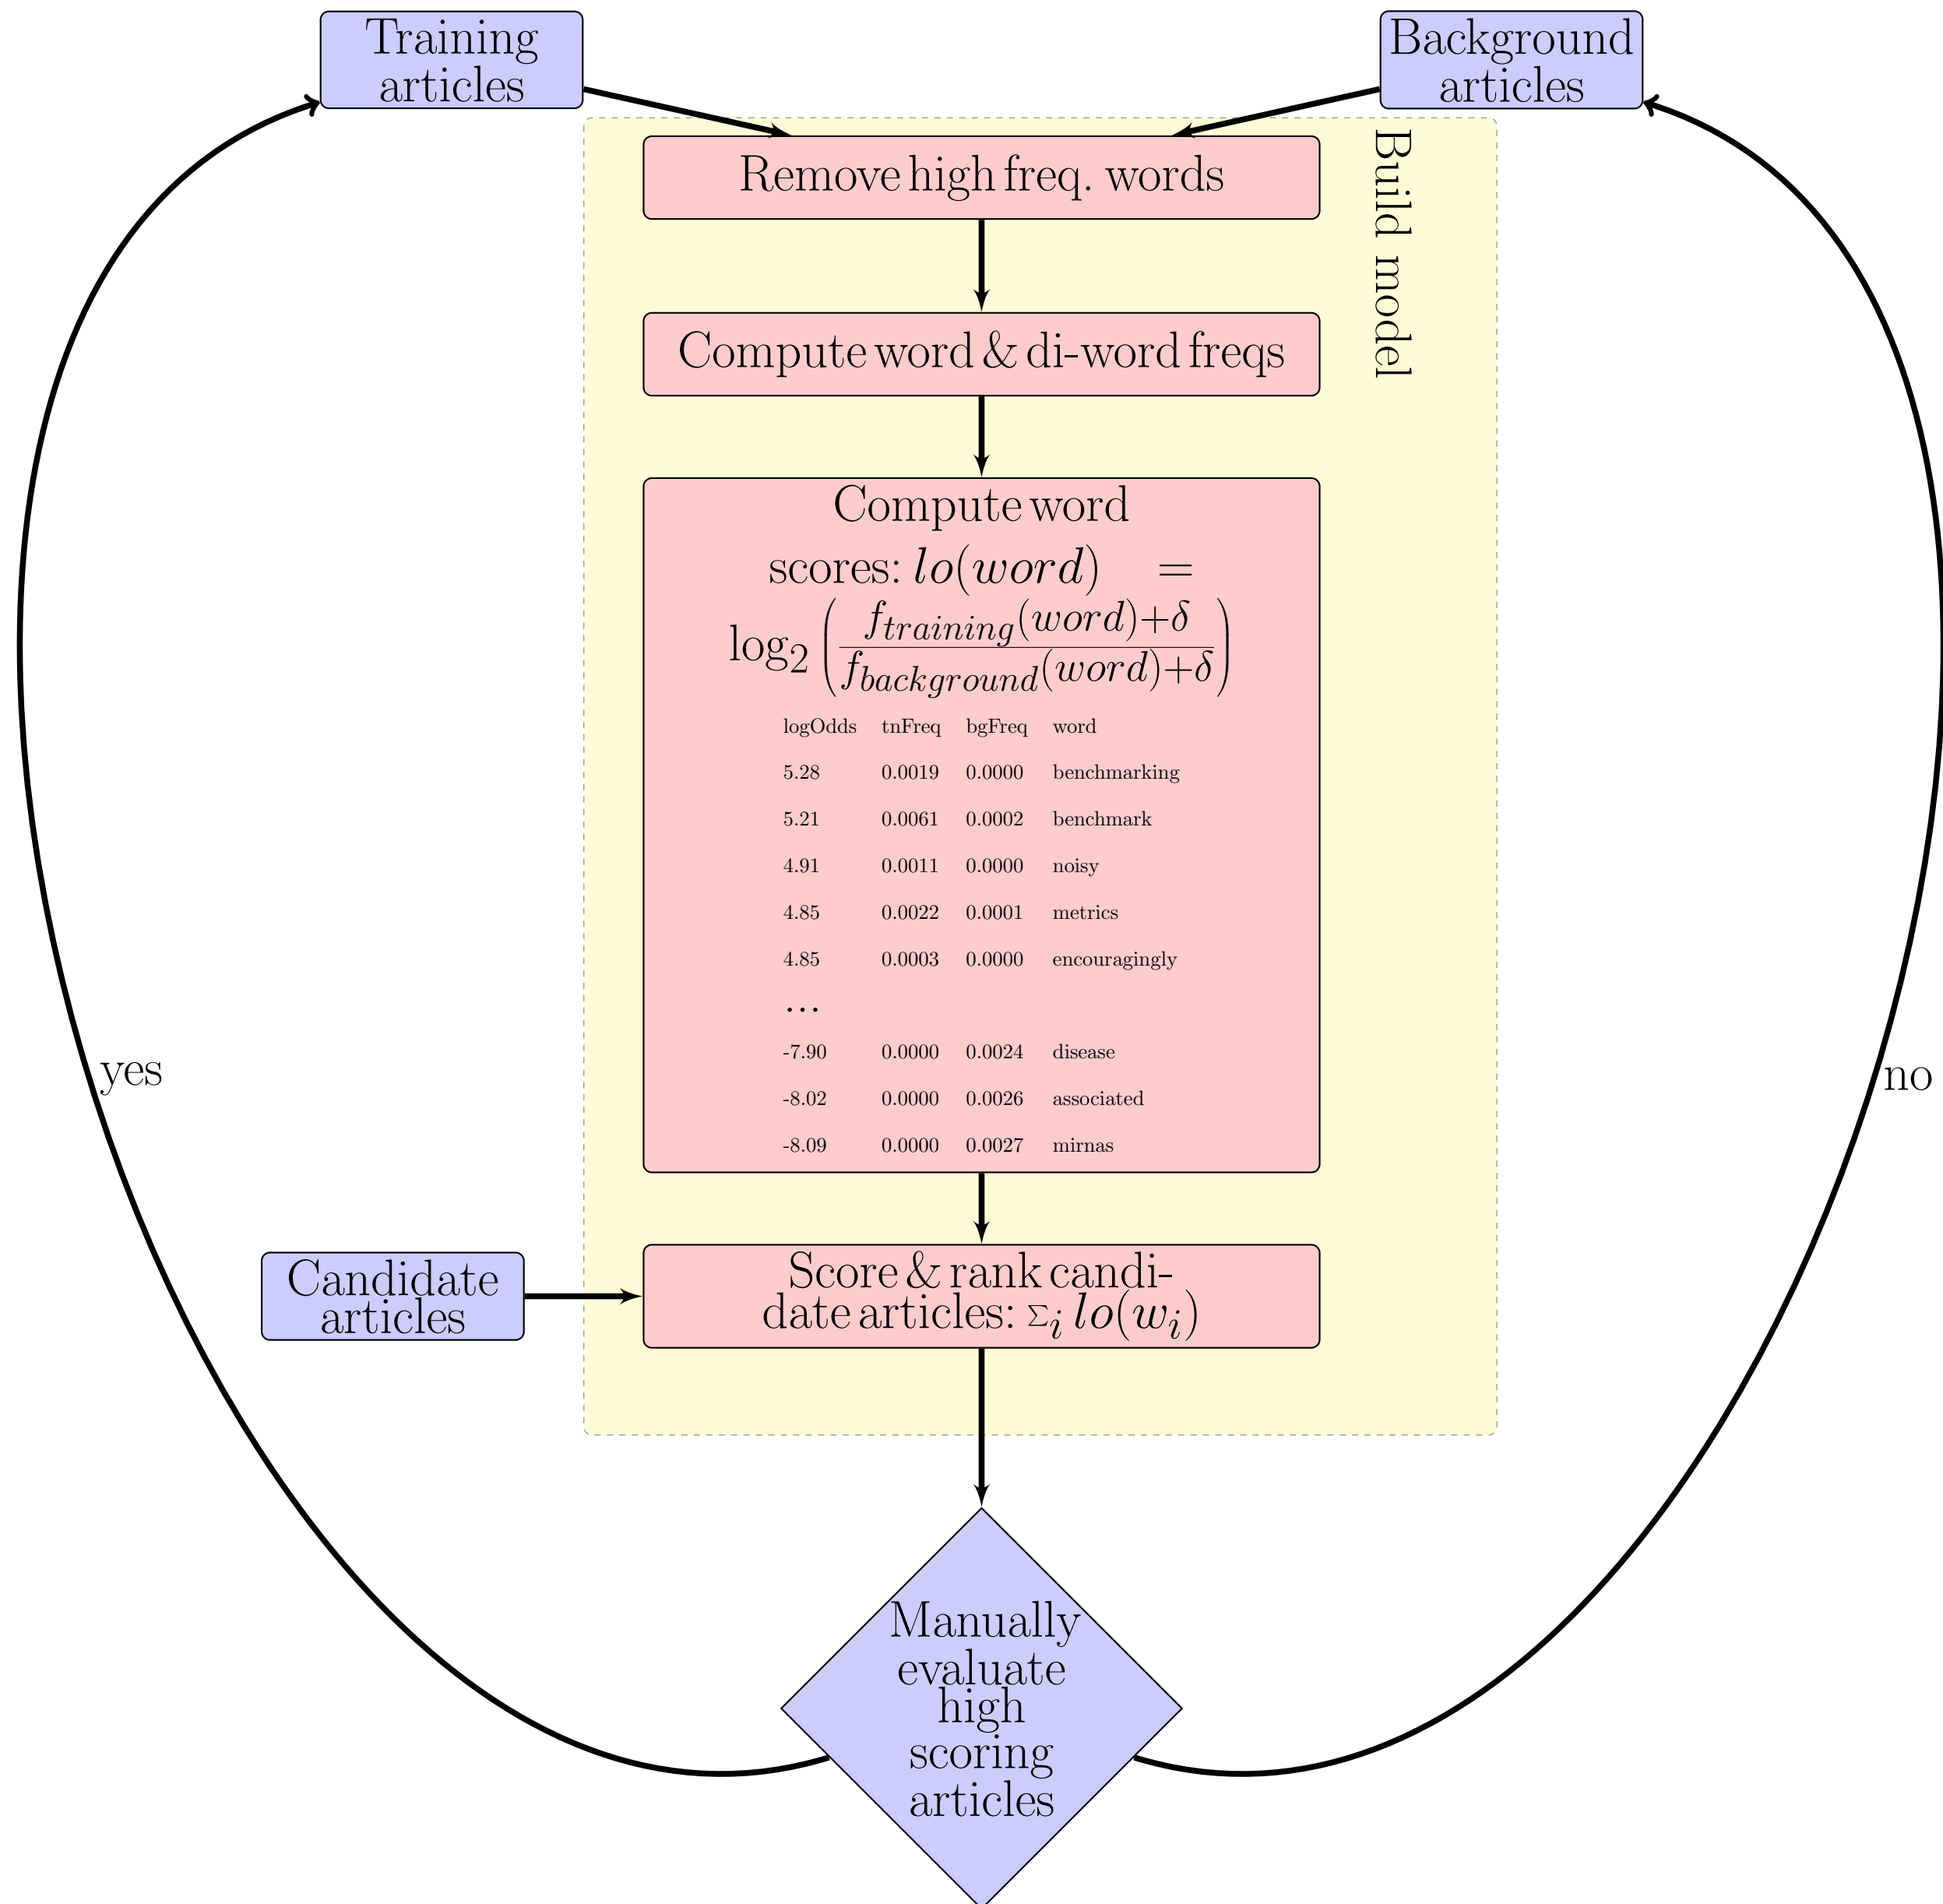 Training
articles
Background
articles
Build model
Remove high freq. words
Compute word & di-word freqs
Compute word
scores: lo(word) =
log₂ ( (f_training(word)+δ) / (f_background(word)+δ) )
logOdds tnFreq bgFreq word
5.28 0.0019 0.0000 benchmarking
5.21 0.0061 0.0002 benchmark
4.91 0.0011 0.0000 noisy
4.85 0.0022 0.0001 metrics
4.85 0.0003 0.0000 encouragingly
...
-7.90 0.0000 0.0024 disease
-8.02 0.0000 0.0026 associated
-8.09 0.0000 0.0027 mirnas
yes
no
Candidate
articles
Score & rank candi-
date articles: Σ_i lo(w_i)
Manually
evaluate
high
scoring
articles